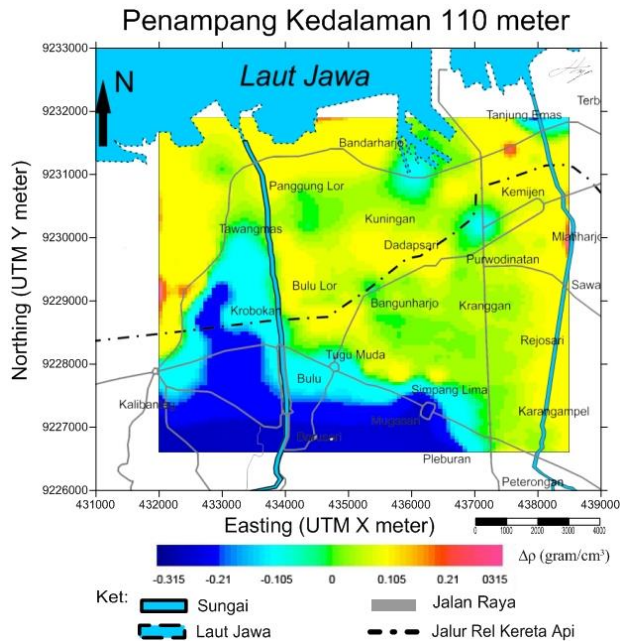 Penampang Kedalaman 110 meter
9233000
9232000
9231000
9230000
9229000
9228000
9227000
9226000
Northing (UTM Y meter)
N
Laut Jawa
Tanjung Emas
Terb
Bandarharjo
Panggung Lor
Kemijen
Kuningan
Tawangmas
Dadapsari
Mlatiharjo
Purwodinatan
Bulu Lor
Bangunharjo
Kranggan
Sawa
Krobokan
Rejosari
Tugu Muda
Bulu
Simpang Lima
Kalibanteng
Mugasari
Karangampel
Pleburan
Peterongan
431000 432000 433000 434000 435000 436000 437000 438000 439000
Easting (UTM X meter)
0 1000 2000 3000 4000
-0.315 -0.21 -0.105 0 0.105 0.21 0315
Δρ (gram/cm³)
Ket:
Sungai
Jalan Raya
Laut Jawa
Jalur Rel Kereta Api